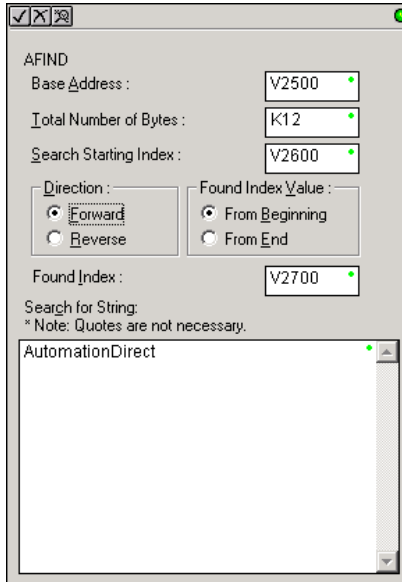 AFIND
Base Address : V2500
Total Number of Bytes : K12
Search Starting Index : V2600
Direction : Found Index Value :
Forward From Beginning
Reverse From End
Found Index : V2700
Search for String:
* Note: Quotes are not necessary.
AutomationDirect